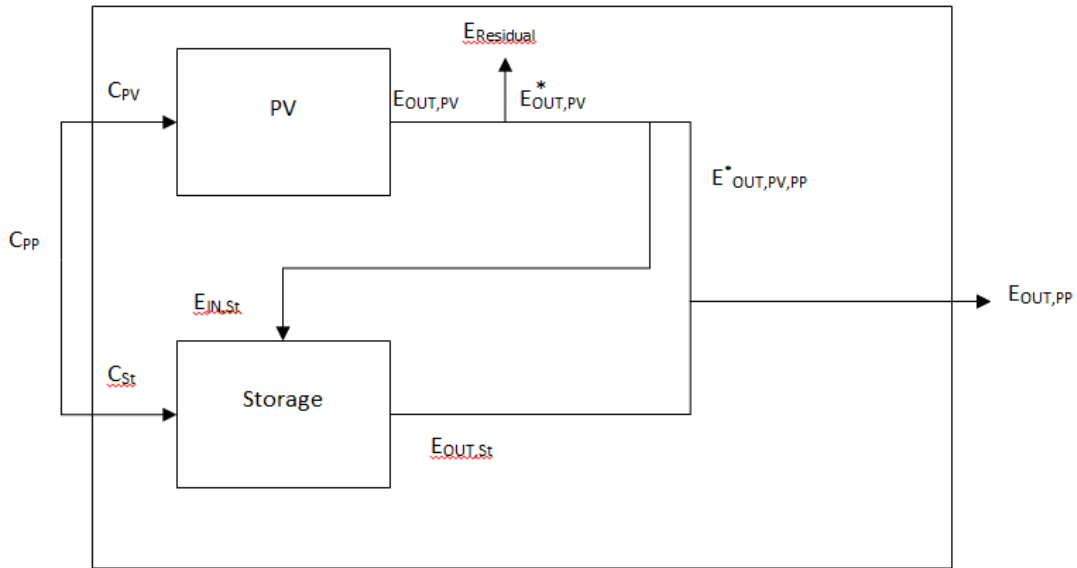 E_Residual
C_PV
PV
E_OUT,PV
E*_OUT,PV
E*_OUT,PV,PP
C_PP
E_IN,St
E_OUT,PP
C_St
Storage
E_OUT,St